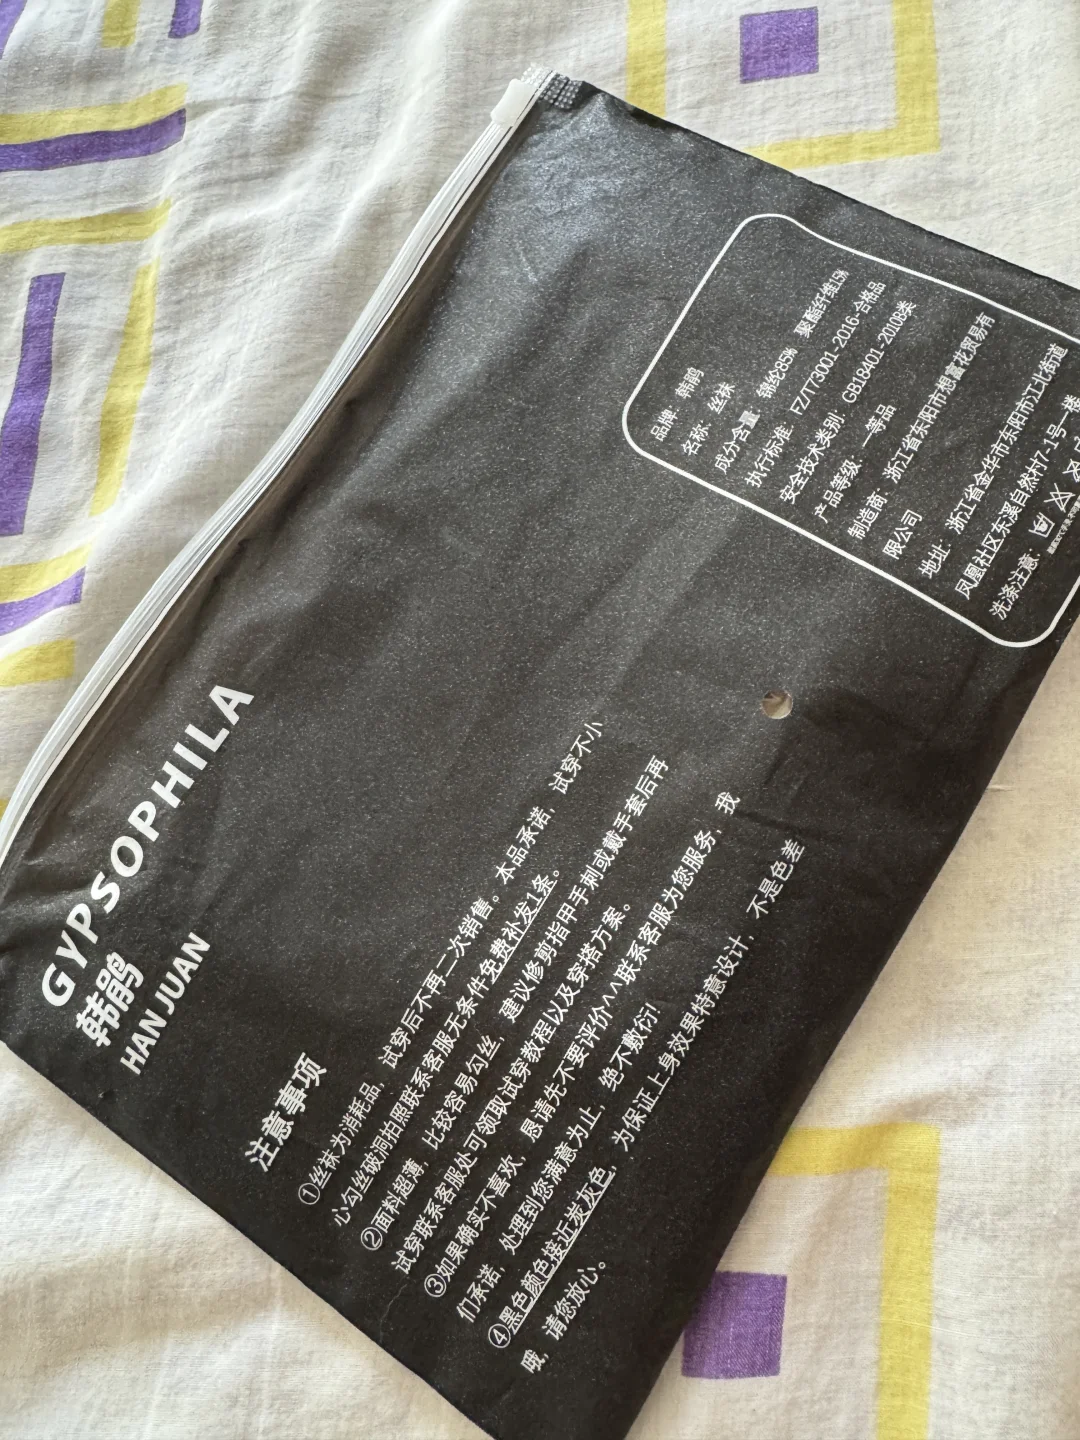 GYPSOPHILA
韩鹃
HAN JUAN
注意事项
①丝袜为消耗品，试穿后不再二次销售。本品承诺，试穿不小
心勾丝破洞拍照联系客服无条件免费补发1条。
②面料超薄，比较容易勾丝，建议修剪指甲手刺或戴手套后再
试穿联系客服处可领取试穿教程以及穿搭方案。
③如果确实不喜欢，恳请先不要评价^^联系客服为您服务，我
们承诺，处理到您满意为止，绝不敷衍!
④黑色颜色接近炭灰色，为保证上身效果特意设计，不是色差
哦，请您放心。
品牌：韩鹃
名称：丝袜
成分含量：锦纶85% 聚酯纤维15%
执行标准：FZ/T73001-2016-合格品
安全技术类别：GB18401-2010B类
产品等级：一等品
制造商：浙江省东阳市想富花贸易有
限公司
地址：浙江省金华市东阳市江北街道
凤凰社区东溪自然村7-1号一楼
洗涤注意：